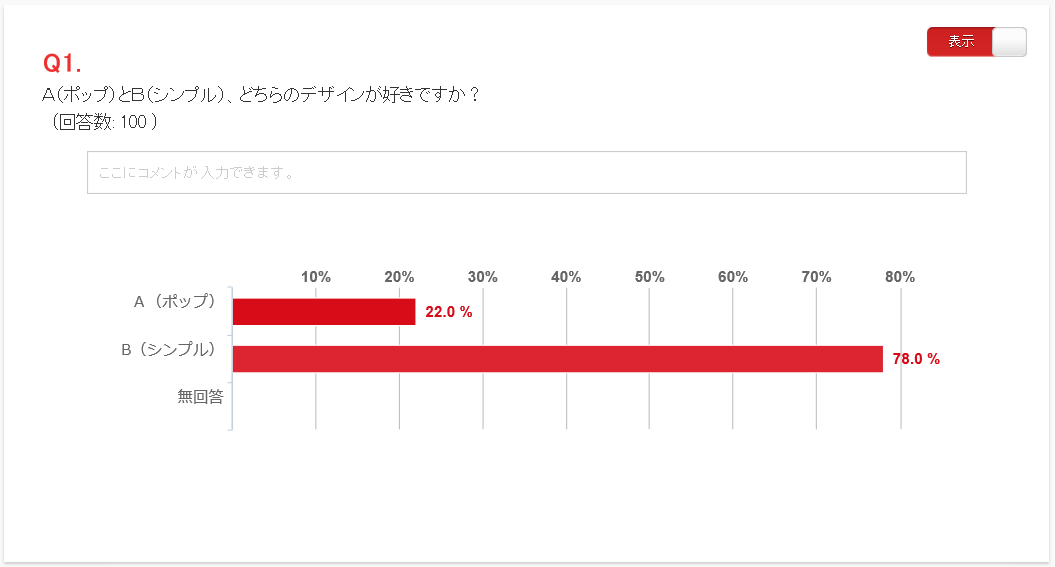 表示
Q1.
A(ポップ)とB(シンプル)、どちらのデザインが好きですか？
(回答数: 100 )
ここにコメントが入力できます。
10% 20% 30% 40% 50% 60% 70% 80%
A（ポップ） 22.0 %
B（シンプル） 78.0 %
無回答